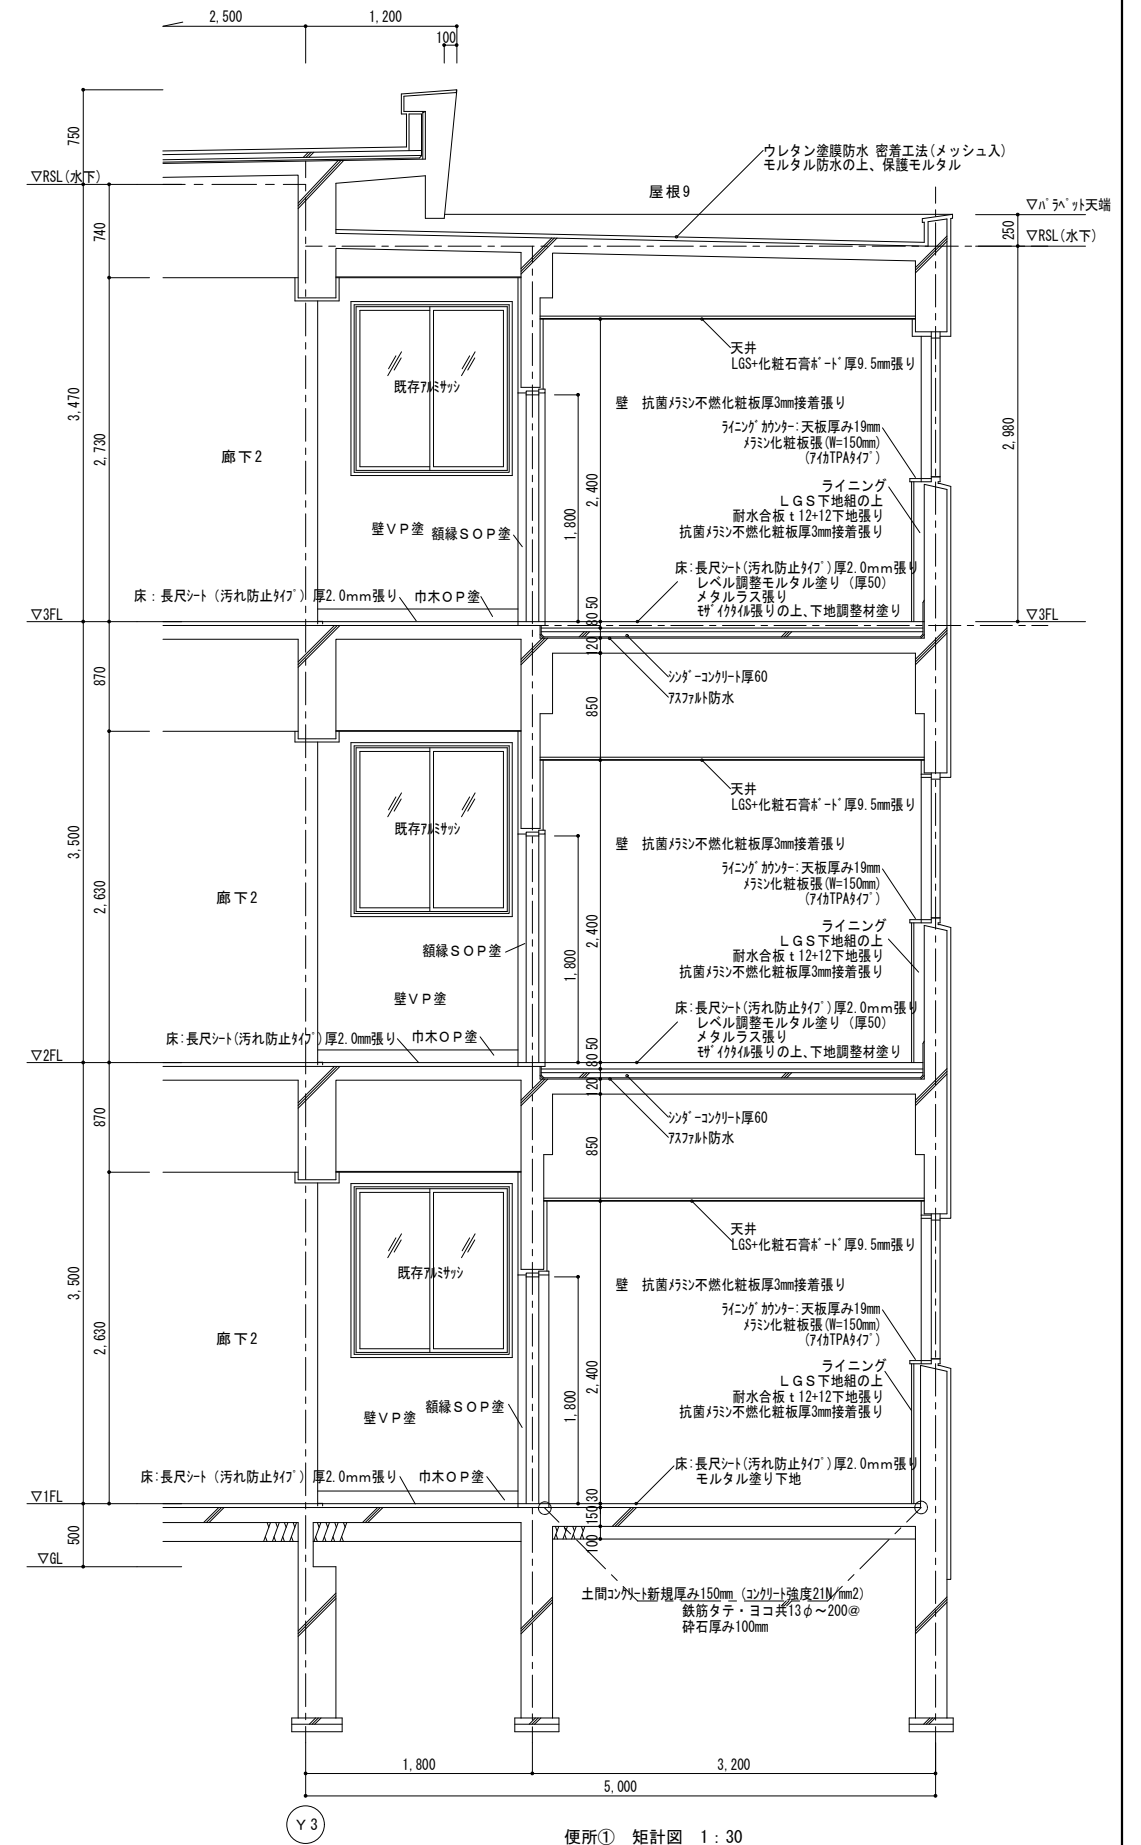 2,500
1,200
100
750
▽RSL(水下)
740
ウレタン塗膜防水 密着工法(メッシュ入)
モルタル防水の上、保護モルタル
屋根9
▽ﾊﾟﾗﾍﾟｯﾄ天端
250
▽RSL(水下)
天井
LGS+化粧石膏ﾎﾞｰﾄﾞ厚9.5mm張り
既存ｱﾙﾐｻｯｼ
壁 抗菌ﾒﾗﾐﾝ不燃化粧板厚3mm接着張り
3,470
2,730
廊下2
2,400
1,800
2,980
ﾗｲﾆﾝｸﾞｶｳﾝﾀｰ:天板厚み19mm
ﾒﾗﾐﾝ化粧板張(W=150mm)
(ｱｲｶTPAﾀｲﾌﾟ)
ライニング
LGS下地組の上
耐水合板t12+12下地張り
抗菌ﾒﾗﾐﾝ不燃化粧板厚3mm接着張り
壁VP塗
額縁SOP塗
床:長尺ｼｰﾄ(汚れ防止ﾀｲﾌﾟ)厚2.0mm張り
レベル調整モルタル塗り (厚50)
メタルラス張り
ﾓｻﾞｲｸﾀｲﾙ張りの上、下地調整材塗り
床:長尺ｼｰﾄ (汚れ防止ﾀｲﾌﾟ) 厚2.0mm張り
巾木OP塗
▽3FL
▽3FL
50
80
120
870
850
ｼﾝﾀﾞｰｺﾝｸﾘｰﾄ厚60
ｱｽﾌｧﾙﾄ防水
天井
LGS+化粧石膏ﾎﾞｰﾄﾞ厚9.5mm張り
既存ｱﾙﾐｻｯｼ
壁 抗菌ﾒﾗﾐﾝ不燃化粧板厚3mm接着張り
3,500
2,630
廊下2
2,400
1,800
ﾗｲﾆﾝｸﾞｶｳﾝﾀｰ:天板厚み19mm
ﾒﾗﾐﾝ化粧板張(W=150mm)
(ｱｲｶTPAﾀｲﾌﾟ)
ライニング
LGS下地組の上
耐水合板t12+12下地張り
抗菌ﾒﾗﾐﾝ不燃化粧板厚3mm接着張り
額縁SOP塗
壁VP塗
床:長尺ｼｰﾄ(汚れ防止ﾀｲﾌﾟ)厚2.0mm張り
レベル調整モルタル塗り (厚50)
メタルラス張り
ﾓｻﾞｲｸﾀｲﾙ張りの上、下地調整材塗り
床:長尺ｼｰﾄ(汚れ防止ﾀｲﾌﾟ)厚2.0mm張り
巾木OP塗
▽2FL
50
80
120
870
850
ｼﾝﾀﾞｰｺﾝｸﾘｰﾄ厚60
ｱｽﾌｧﾙﾄ防水
天井
LGS+化粧石膏ﾎﾞｰﾄﾞ厚9.5mm張り
既存ｱﾙﾐｻｯｼ
壁 抗菌ﾒﾗﾐﾝ不燃化粧板厚3mm接着張り
3,500
2,630
廊下2
2,400
1,800
ﾗｲﾆﾝｸﾞｶｳﾝﾀｰ:天板厚み19mm
ﾒﾗﾐﾝ化粧板張(W=150mm)
(ｱｲｶTPAﾀｲﾌﾟ)
ライニング
LGS下地組の上
耐水合板t12+12下地張り
抗菌ﾒﾗﾐﾝ不燃化粧板厚3mm接着張り
額縁SOP塗
壁VP塗
床:長尺ｼｰﾄ(汚れ防止ﾀｲﾌﾟ)厚2.0mm張り
モルタル塗り下地
床:長尺ｼｰﾄ (汚れ防止ﾀｲﾌﾟ) 厚2.0mm張り
巾木OP塗
▽1FL
30
150
100
500
▽GL
土間ｺﾝｸﾘｰﾄ新規厚み150mm (ｺﾝｸﾘｰﾄ強度21N/mm2)
鉄筋タテ・ヨコ共13φ～200@
砕石厚み100mm
1,800
3,200
5,000
Y3
便所① 矩計図 1:30